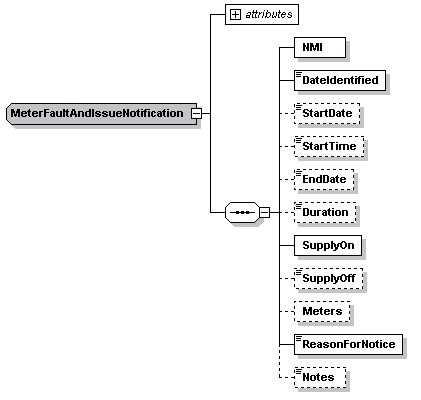 attributes
NMI
DateIdentified
MeterFaultAndIssueNotification
StartDate
StartTime
EndDate
Duration
SupplyOn
SupplyOff
Meters
ReasonForNotice
Notes